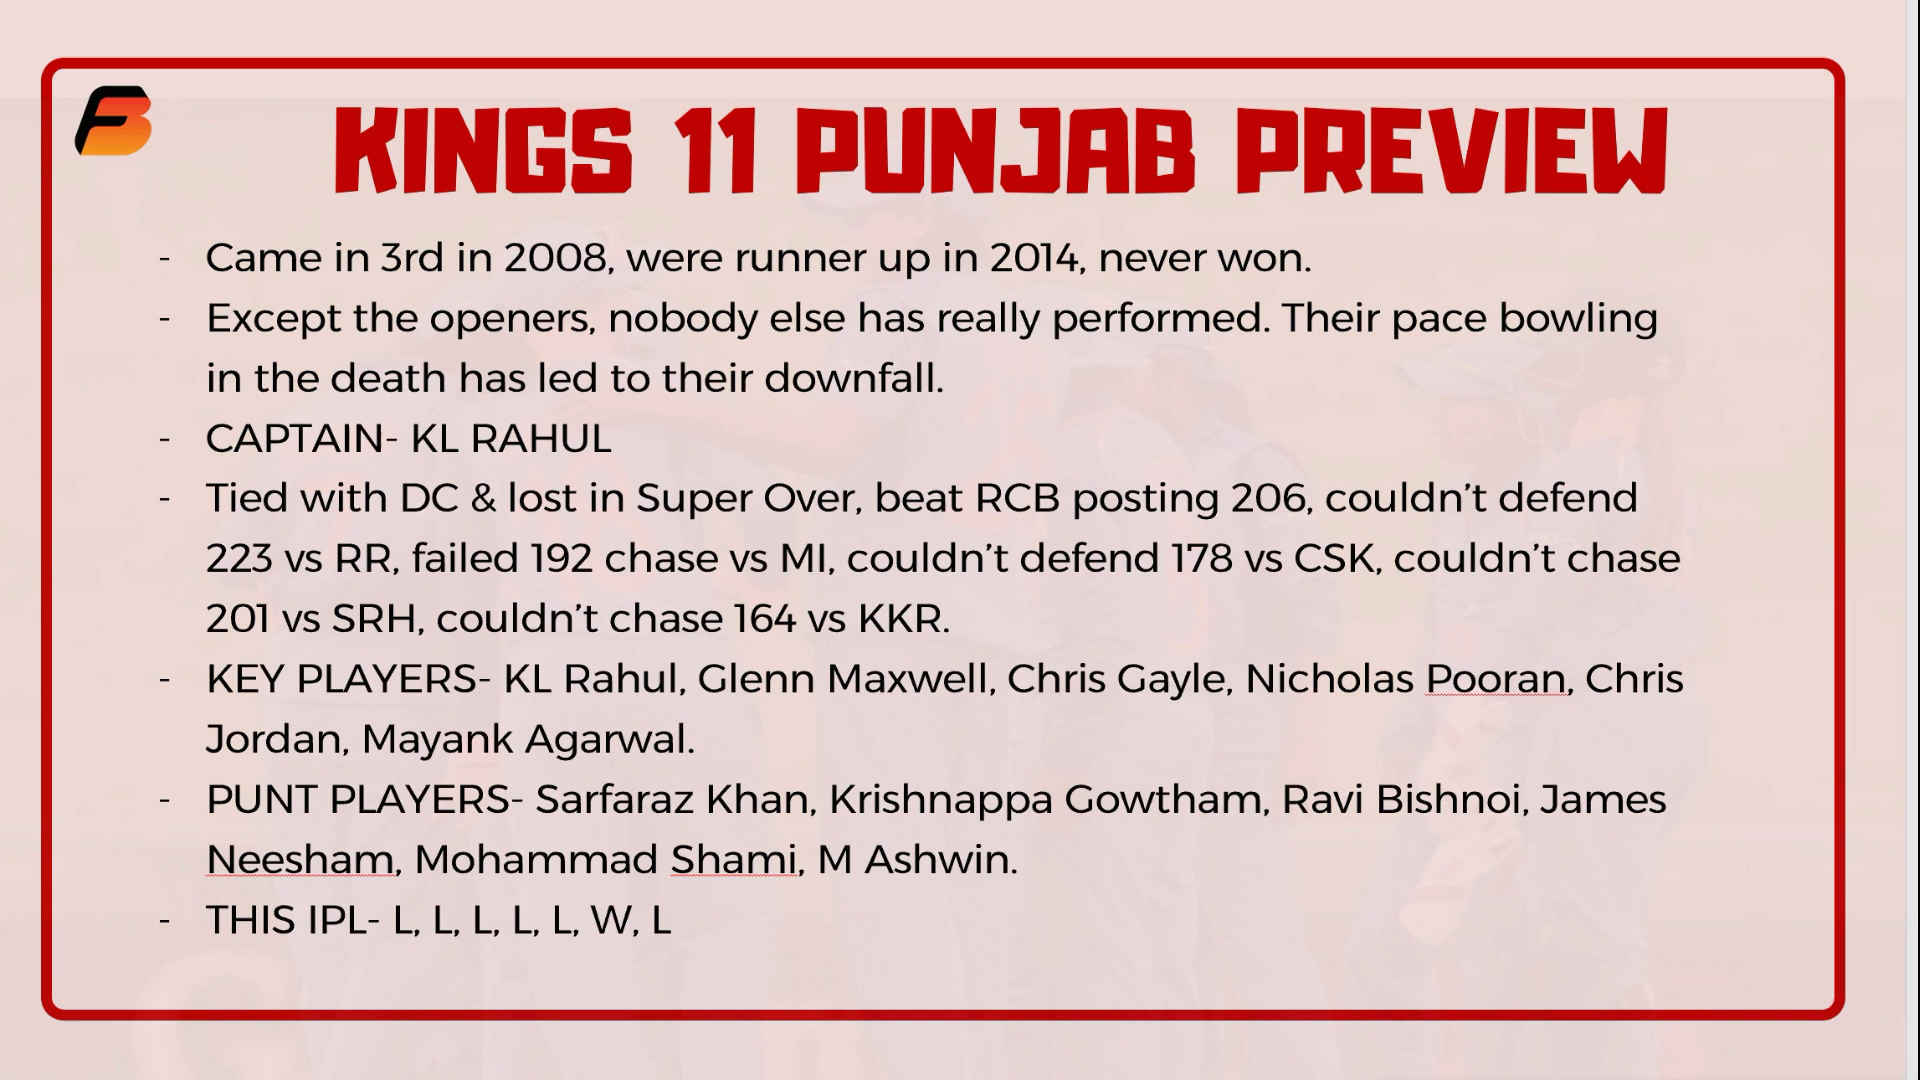 KINGS 11 PUNJAB PREVIEW
- Came in 3rd in 2008, were runner up in 2014, never won.
- Except the openers, nobody else has really performed. Their pace bowling
in the death has led to their downfall.
- CAPTAIN- KL RAHUL
- Tied with DC & lost in Super Over, beat RCB posting 206, couldn't defend
223 vs RR, failed 192 chase vs MI, couldn't defend 178 vs CSK, couldn't chase
201 vs SRH, couldn't chase 164 vs KKR.
- KEY PLAYERS- KL Rahul, Glenn Maxwell, Chris Gayle, Nicholas Pooran, Chris
Jordan, Mayank Agarwal.
- PUNT PLAYERS- Sarfaraz Khan, Krishnappa Gowtham, Ravi Bishnoi, James
Neesham, Mohammad Shami, M Ashwin.
- THIS IPL- L, L, L, L, L, W, L